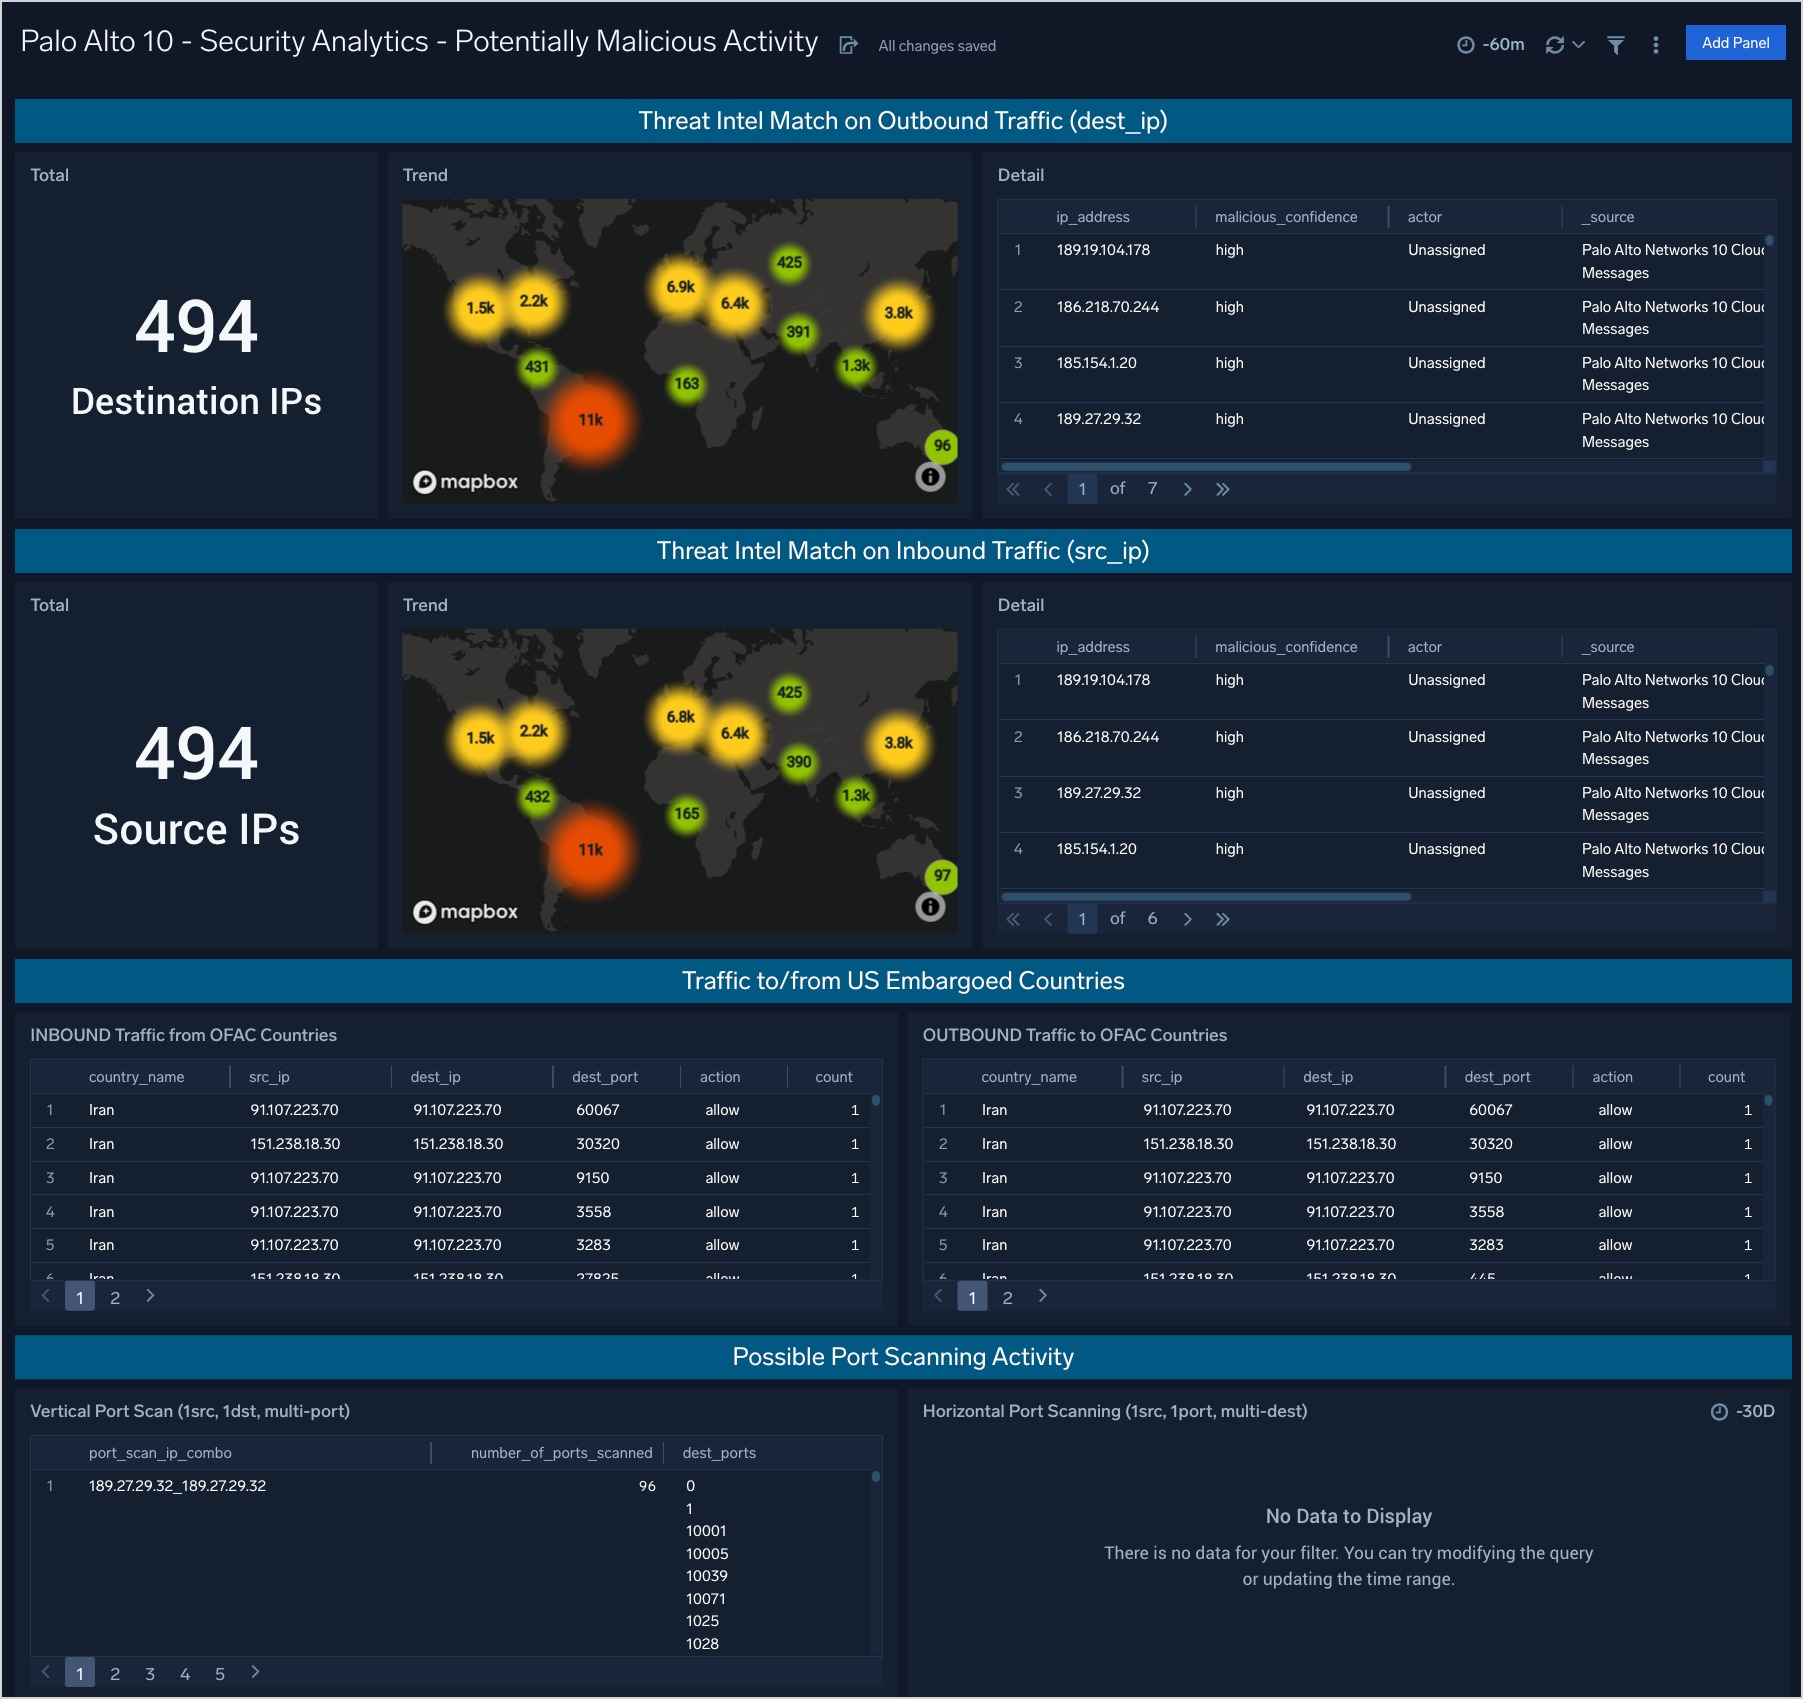 Palo Alto 10 - Security Analytics - Potentially Malicious Activity
All changes saved
-60m
Add Panel
Threat Intel Match on Outbound Traffic (dest_ip)
Total
494
Destination IPs
Trend
425
6.9k
2.2k
1.5k
6.4k
3.8k
391
431
1.3k
163
11k
96
mapbox
Detail
ip_address malicious_confidence actor _source
1 189.19.104.178 high Unassigned Palo Alto Networks 10 Clou
Messages
2 186.218.70.244 high Unassigned Palo Alto Networks 10 Clou
Messages
3 185.154.1.20 high Unassigned Palo Alto Networks 10 Clou
Messages
4 189.27.29.32 high Unassigned Palo Alto Networks 10 Clou
Messages
1 of 7
Threat Intel Match on Inbound Traffic (src_ip)
Total
494
Source IPs
Trend
425
6.8k
2.2k
1.5k
6.4k
3.8k
390
432
1.3k
165
11k
97
mapbox
Detail
ip_address malicious_confidence actor _source
1 189.19.104.178 high Unassigned Palo Alto Networks 10 Clou
Messages
2 186.218.70.244 high Unassigned Palo Alto Networks 10 Clou
Messages
3 189.27.29.32 high Unassigned Palo Alto Networks 10 Clou
Messages
4 185.154.1.20 high Unassigned Palo Alto Networks 10 Clou
Messages
1 of 6
Traffic to/from US Embargoed Countries
INBOUND Traffic from OFAC Countries
country_name src_ip dest_ip dest_port action count
1 Iran 91.107.223.70 91.107.223.70 60067 allow 1
2 Iran 151.238.18.30 151.238.18.30 30320 allow 1
3 Iran 91.107.223.70 91.107.223.70 9150 allow 1
4 Iran 91.107.223.70 91.107.223.70 3558 allow 1
5 Iran 91.107.223.70 91.107.223.70 3283 allow 1
6 Iran 151.238.18.30 151.238.18.30 27825 allow 1
1 2
OUTBOUND Traffic to OFAC Countries
country_name src_ip dest_ip dest_port action count
1 Iran 91.107.223.70 91.107.223.70 60067 allow 1
2 Iran 151.238.18.30 151.238.18.30 30320 allow 1
3 Iran 91.107.223.70 91.107.223.70 9150 allow 1
4 Iran 91.107.223.70 91.107.223.70 3558 allow 1
5 Iran 91.107.223.70 91.107.223.70 3283 allow 1
6 Iran 151.238.18.30 151.238.18.30 445 allow 1
1 2
Possible Port Scanning Activity
Vertical Port Scan (1src, 1dst, multi-port)
port_scan_ip_combo number_of_ports_scanned dest_ports
1 189.27.29.32_189.27.29.32 96 0
1
10001
10005
10039
10071
1025
1028
1 2 3 4 5
Horizontal Port Scanning (1src, 1port, multi-dest)
-30D
No Data to Display
There is no data for your filter. You can try modifying the query
or updating the time range.